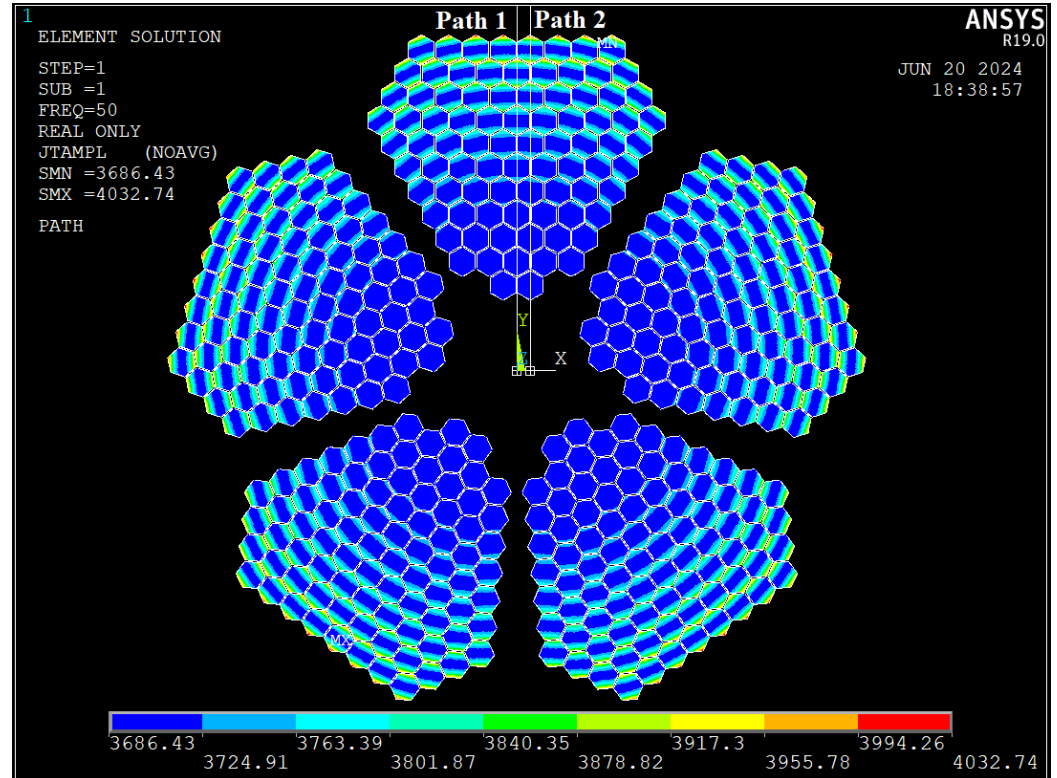 1
Path 1 Path 2
ANSYS
R19.0
ELEMENT SOLUTION
STEP=1
SUB =1
FREQ=50
REAL ONLY
JTAMPL (NOAVG)
SMN =3686.43
SMX =4032.74
PATH
JUN 20 2024
18:38:57
MN
Y
Z X
MX
3686.43 3763.39 3840.35 3917.3 3994.26
3724.91 3801.87 3878.82 3955.78 4032.74